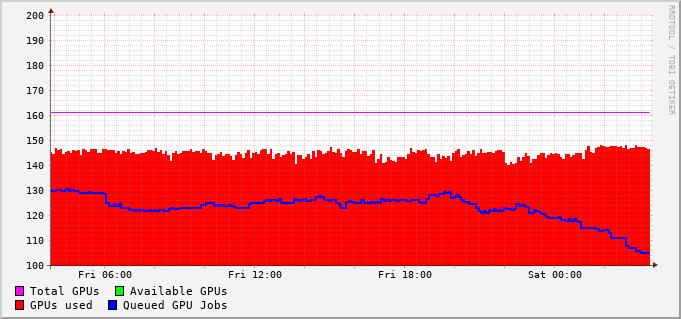 RRDTOOL / TOBI OETIKER
200
190
180
170
160
150
140
130
120
110
100
Fri 06:00 Fri 12:00 Fri 18:00 Sat 00:00
Total GPUs Available GPUs
GPUs used Queued GPU Jobs